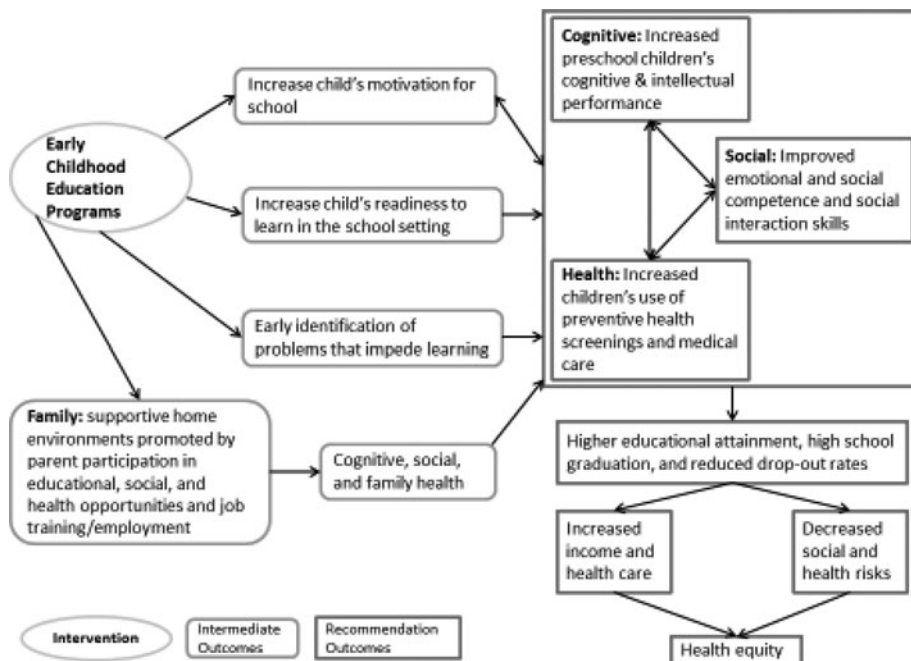 Early
Childhood
Education
Programs
Increase child's motivation for
school
Increase child's readiness to
learn in the school setting
Early identification of
problems that impede learning
Family: supportive home
environments promoted by
parent participation in
educational, social, and
health opportunities and job
training/employment
Cognitive, social,
and family health
Cognitive: Increased
preschool children's
cognitive & intellectual
performance
Social: Improved
emotional and social
competence and social
interaction skills
Health: Increased
children's use of
preventive health
screenings and medical
care
Higher educational attainment, high school
graduation, and reduced drop-out rates
Increased
income and
health care
Decreased
social and
health risks
Health equity
Intervention
Intermediate
Outcomes
Recommendation
Outcomes